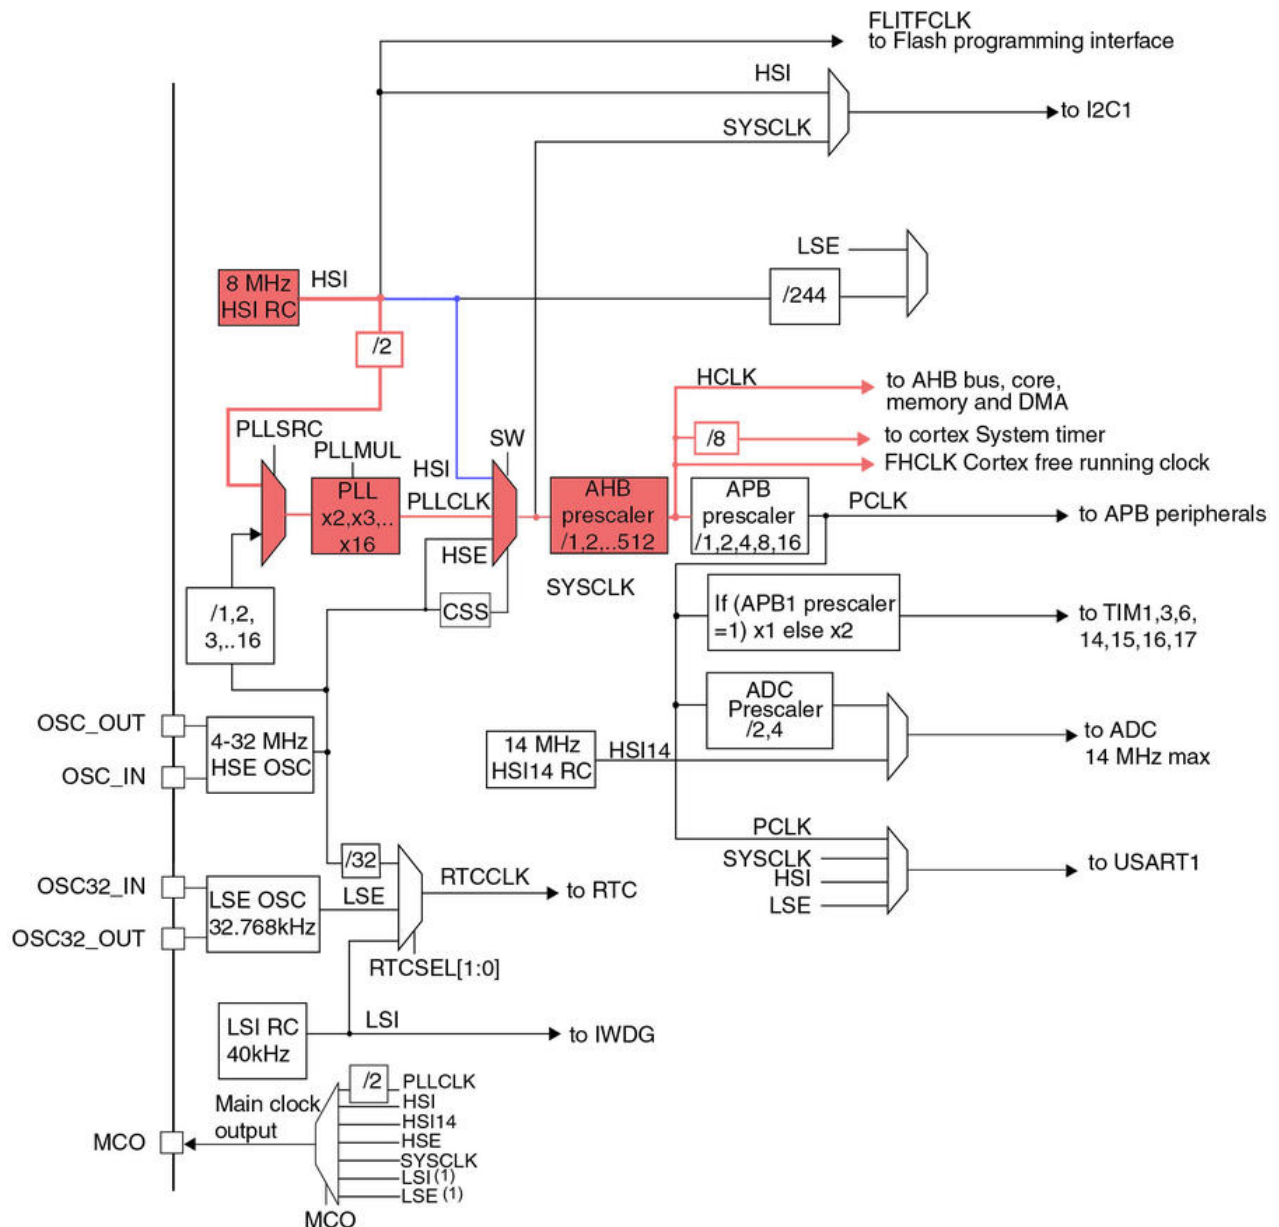 FLITFCLK
to Flash programming interface
HSI
to I2C1
SYSCLK
LSE
8 MHz
HSI RC
HSI
/244
/2
HCLK
to AHB bus, core,
memory and DMA
PLLSRC
SW
/8
to cortex System timer
PLLMUL
HSI
FHCLK Cortex free running clock
PLL
x2,x3,..
x16
PLLCLK
AHB
prescaler
/1,2,..512
APB
prescaler
/1,2,4,8,16
PCLK
to APB peripherals
HSE
SYSCLK
/1,2,
3,..16
CSS
If (APB1 prescaler
=1) x1 else x2
to TIM1,3,6,
14,15,16,17
OSC_OUT
OSC_IN
4-32 MHz
HSE OSC
ADC
Prescaler
/2,4
14 MHz
HSI14 RC
HSI14
to ADC
14 MHz max
PCLK
SYSCLK
HSI
LSE
to USART1
/32
OSC32_IN
OSC32_OUT
LSE OSC
32.768kHz
LSE
RTCCLK
to RTC
RTCSEL[1:0]
LSI RC
40kHz
LSI
to IWDG
/2
PLLCLK
Main clock
output
HSI
HSI14
MCO
HSE
SYSCLK
LSI (1)
LSE (1)
MCO